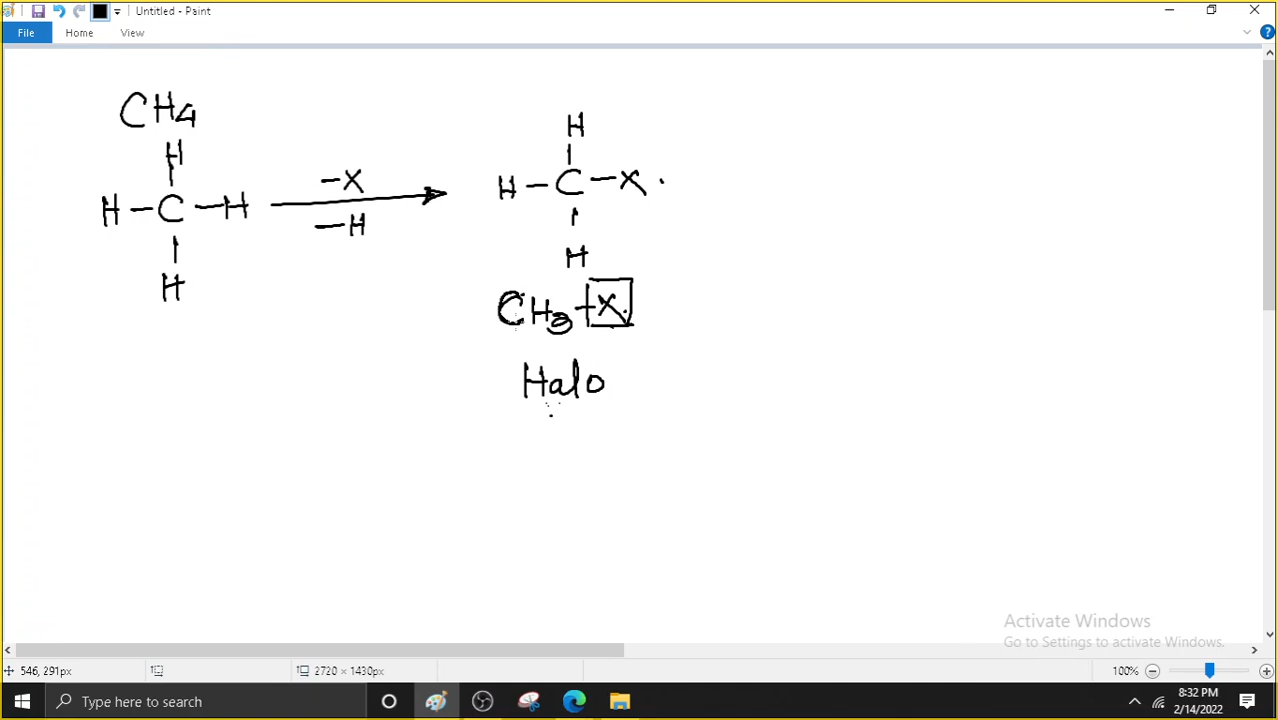 Untitled - Paint
File Home View
CH4
H
H-C-H
H
-X
-H
H
H-C-X
H
CH3-X
Halo
Activate Windows
Go to Settings to activate Windows.
546, 291px
2720 × 1430px
100%
Type here to search
8:32 PM
2/14/2022